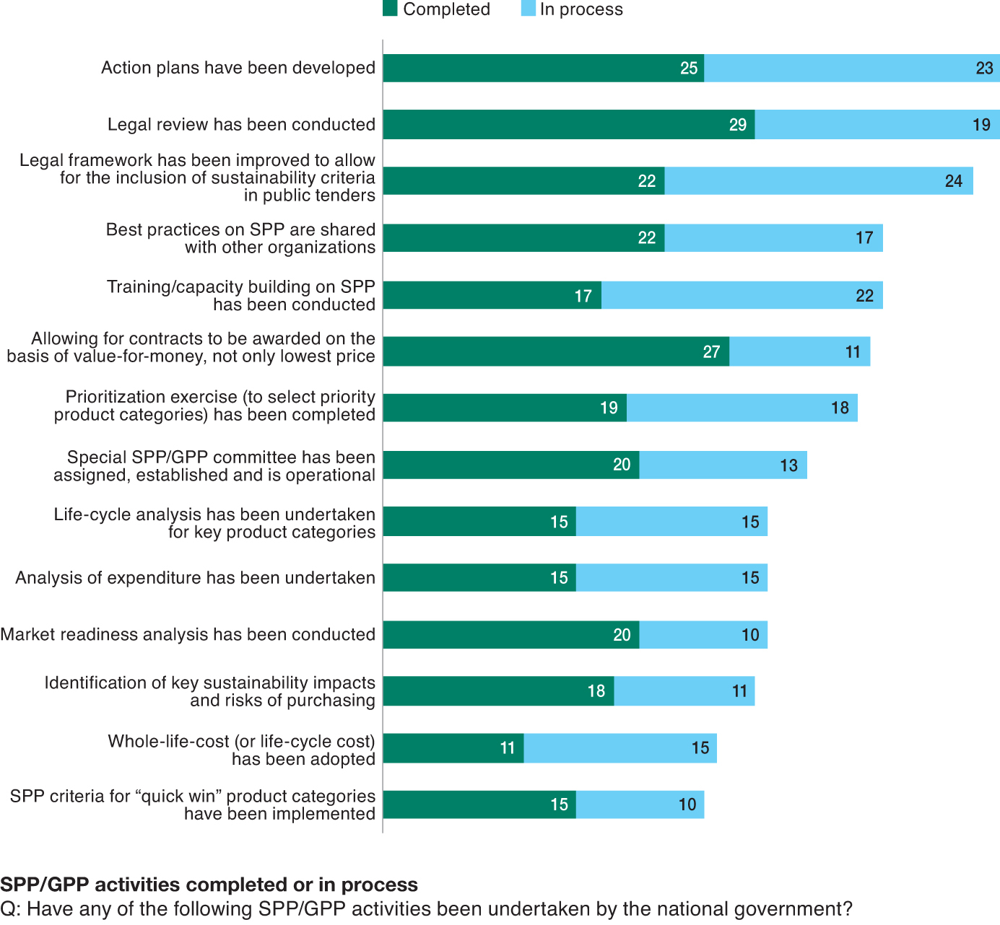 Completed In process
Action plans have been developed 25 23
Legal review has been conducted 29 19
Legal framework has been improved to allow
for the inclusion of sustainability criteria
in public tenders
22 24
Best practices on SPP are shared
with other organizations
22 17
Training/capacity building on SPP
has been conducted
17 22
Allowing for contracts to be awarded on the
basis of value-for-money, not only lowest price
27 11
Prioritization exercise (to select priority
product categories) has been completed
19 18
Special SPP/GPP committee has been
assigned, established and is operational
20 13
Life-cycle analysis has been undertaken
for key product categories
15 15
Analysis of expenditure has been undertaken 15 15
Market readiness analysis has been conducted 20 10
Identification of key sustainability impacts
and risks of purchasing
18 11
Whole-life-cost (or life-cycle cost)
has been adopted
11 15
SPP criteria for “quick win” product categories
have been implemented
15 10
SPP/GPP activities completed or in process
Q: Have any of the following SPP/GPP activities been undertaken by the national government?